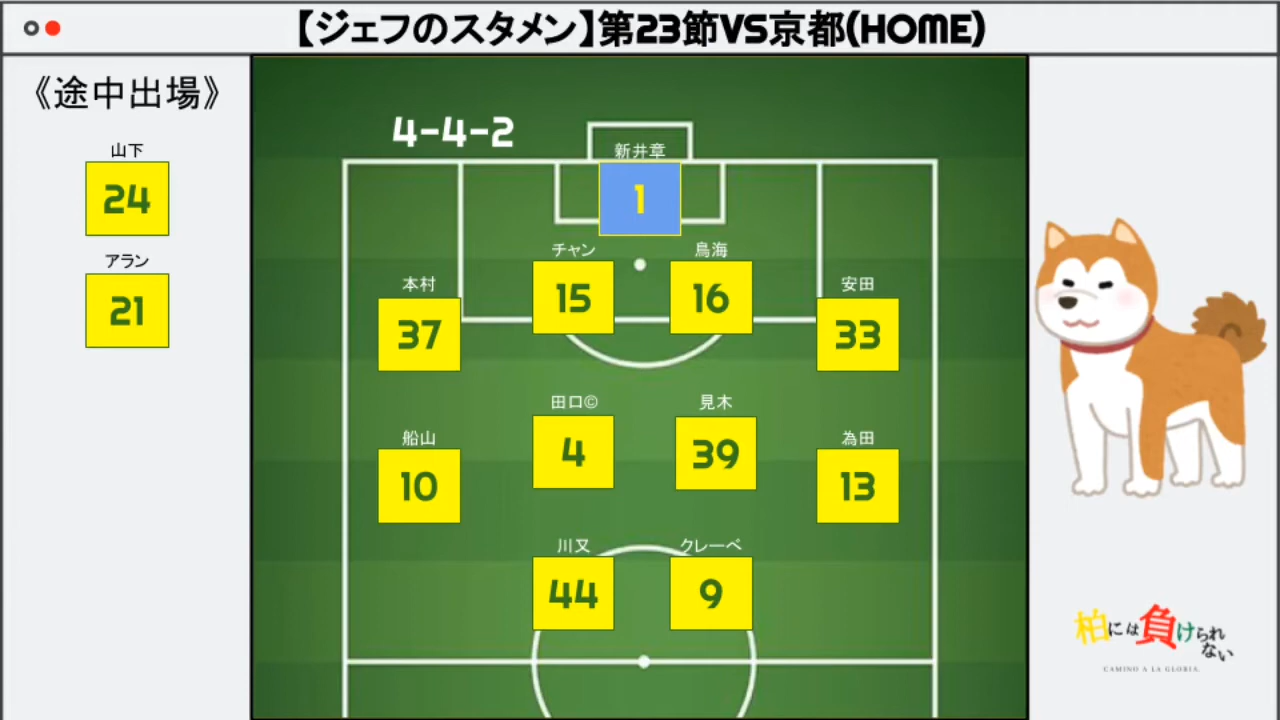 【ジェフのスタメン】第23節VS京都(HOME)
《途中出場》
山下
24
アラン
21
4-4-2
新井章
1
チャン
15
鳥海
16
本村
37
安田
33
田口©
4
見木
39
船山
10
為田
13
川又
44
クレーベ
9
柏には負けられない
CAMINO A LA GLORIA.